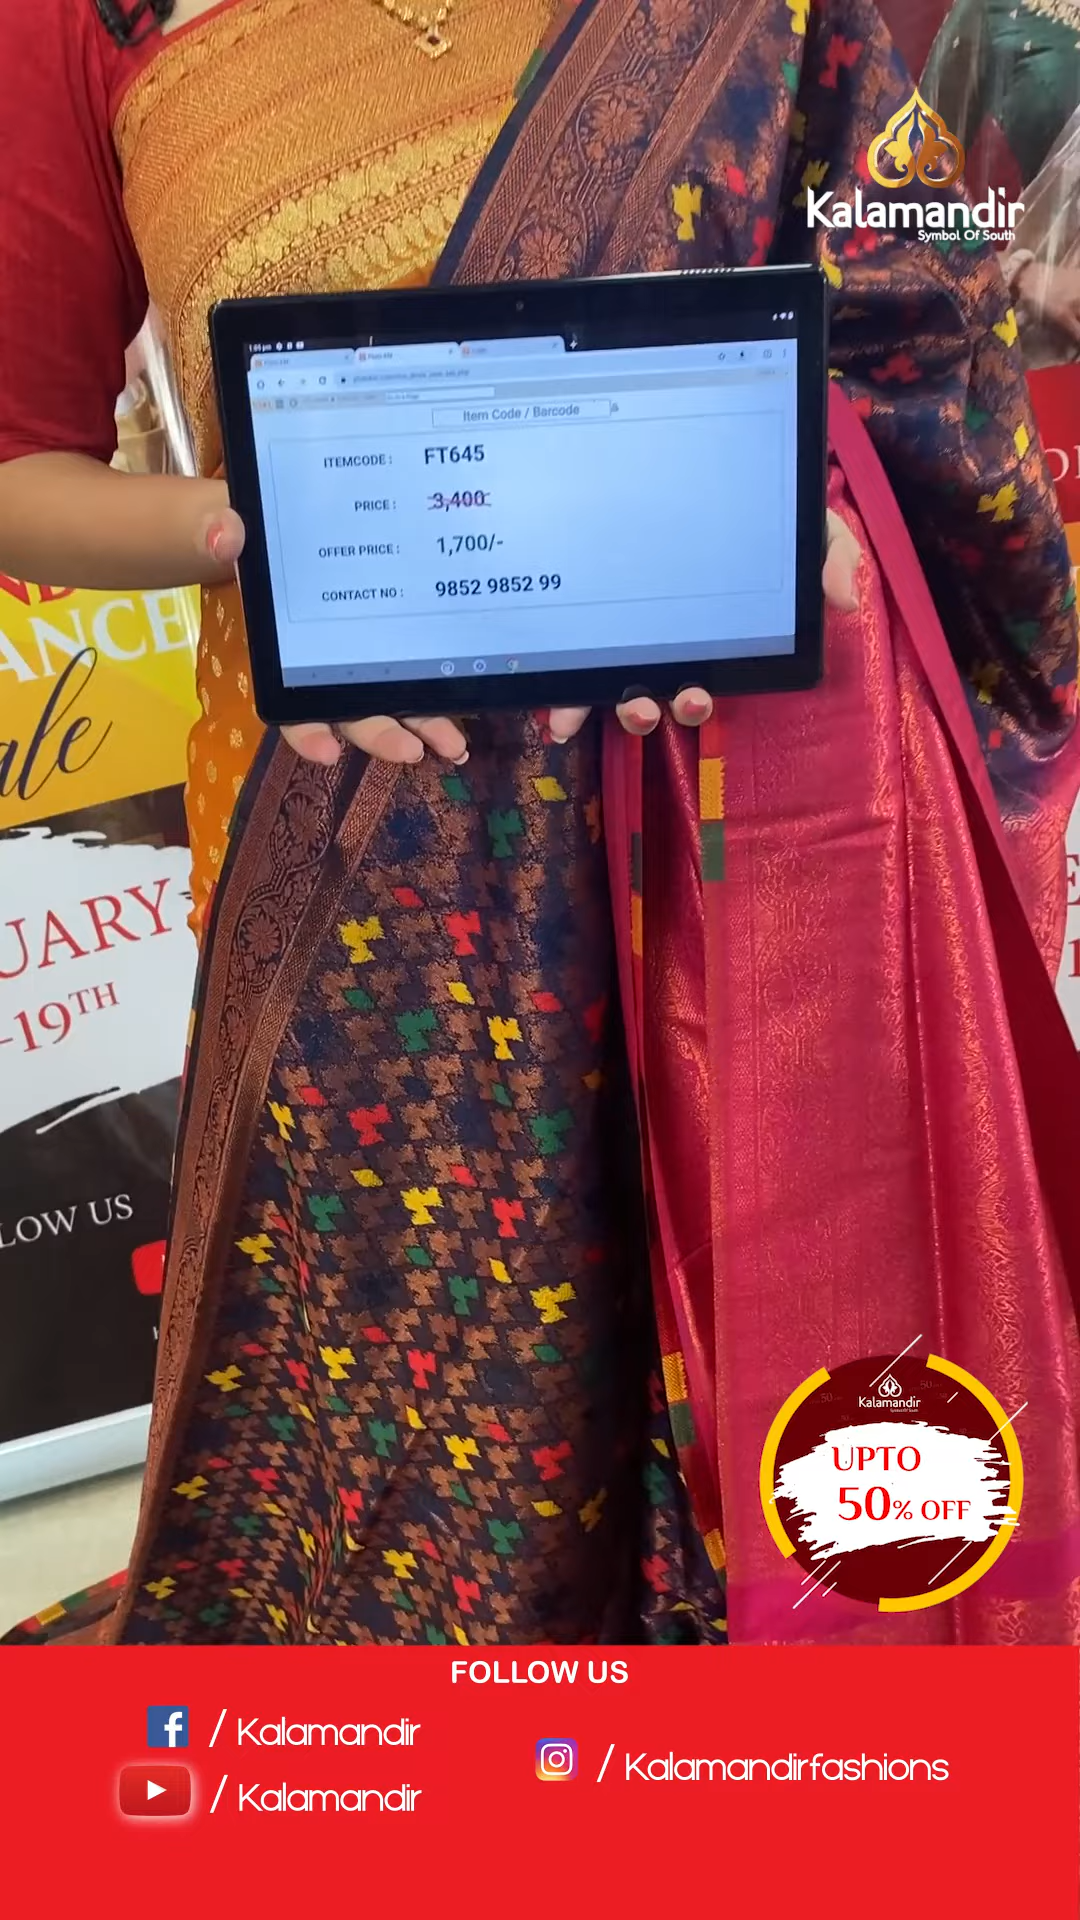 Kalamandir
Symbol Of South
Item Code / Barcode
ITEMCODE : FT645
PRICE : 3,400
OFFER PRICE : 1,700/-
CONTACT NO : 9852 9852 99
ANCE
ale
UARY
-19TH
LOW US
Kalamandir
UPTO
50% OFF
FOLLOW US
/ Kalamandir
/ Kalamandirfashions
/ Kalamandir